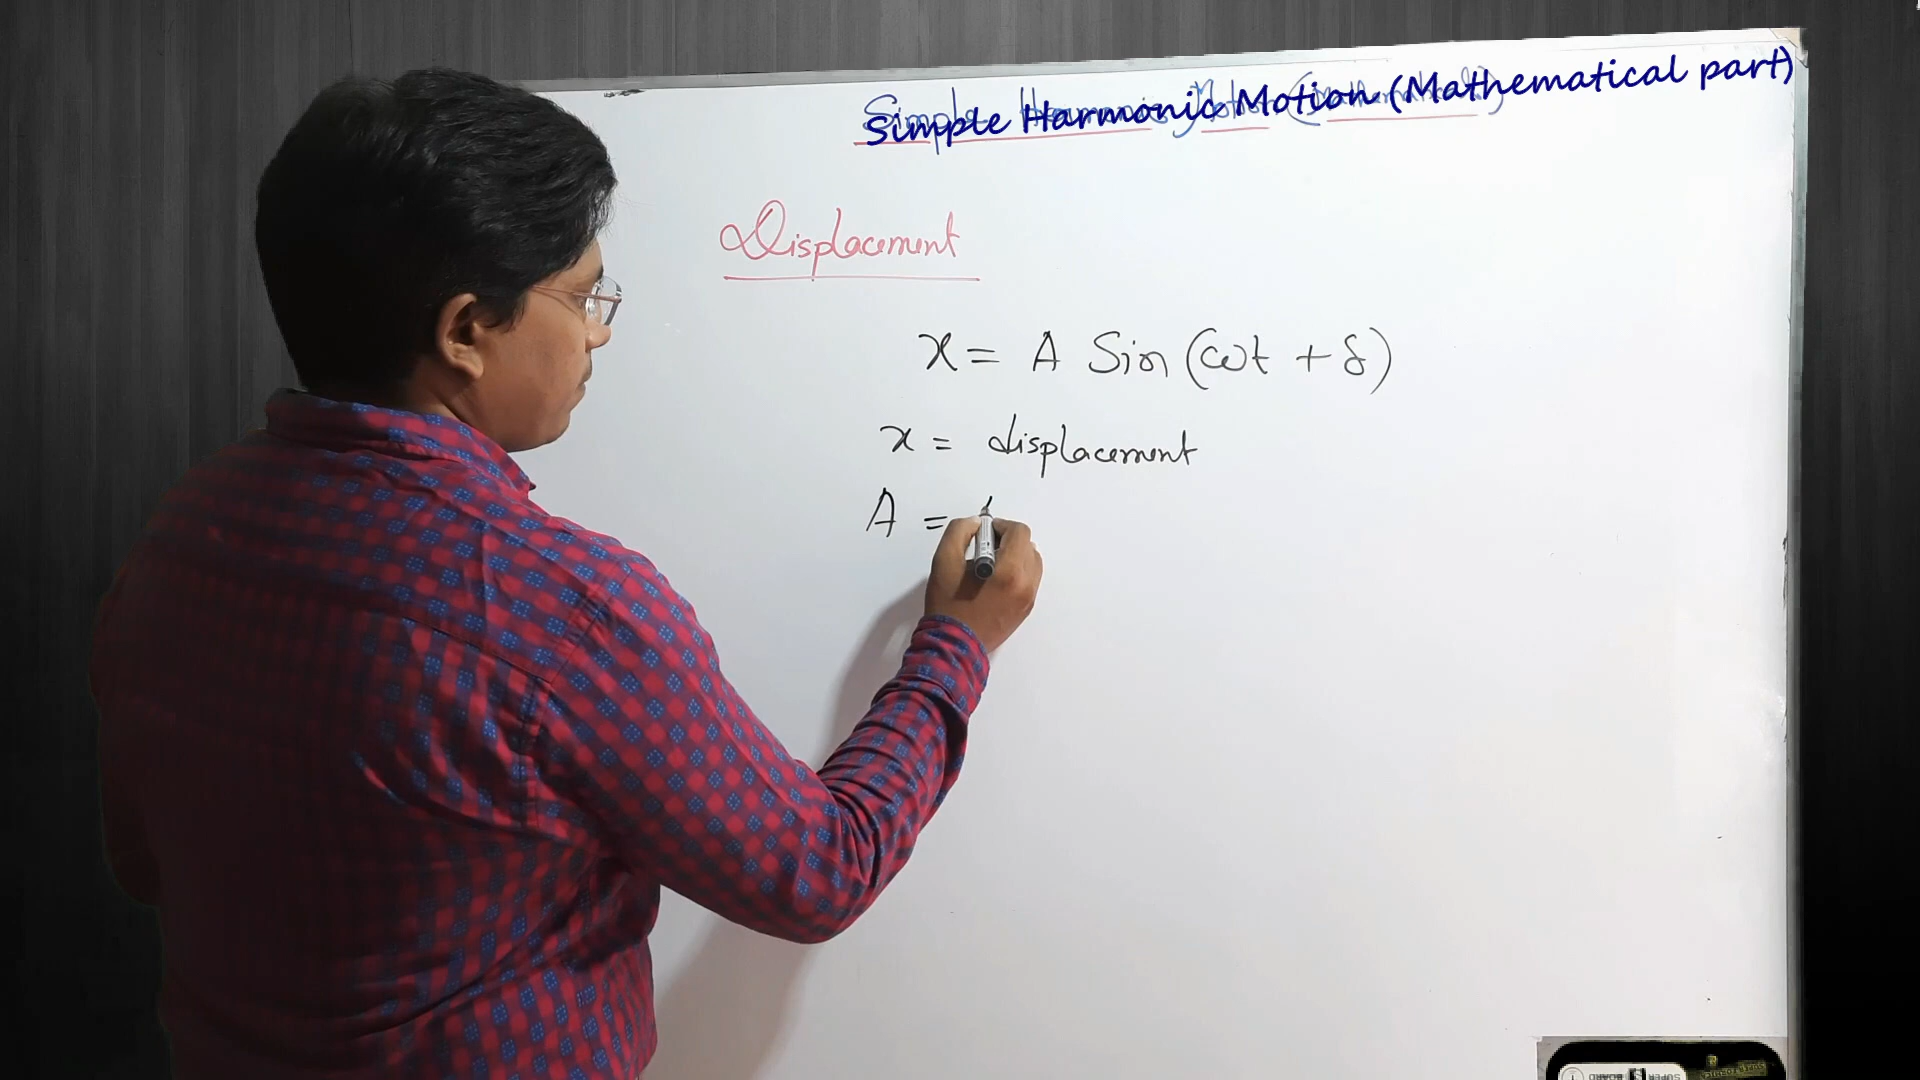 Simple Harmonic Motion (Mathematical part)
Displacement
x = A Sin (ωt + δ)
x = displacement
A =